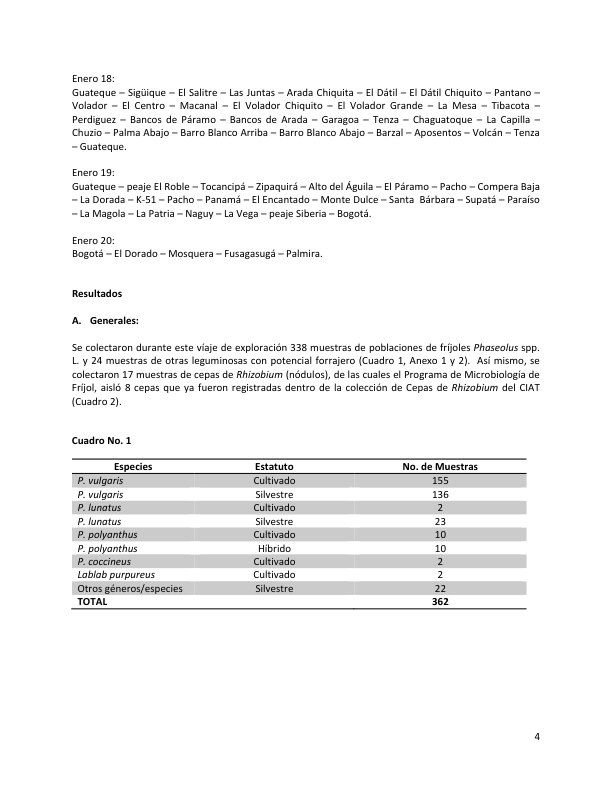 Enero 18:
Guateque – Sigüique – El Salitre – Las Juntas – Arada Chiquita – El Dátil – El Dátil Chiquito – Pantano –
Volador – El Centro – Macanal – El Volador Chiquito – El Volador Grande – La Mesa – Tibacota –
Perdiguez – Bancos de Páramo – Bancos de Arada – Garagoa – Tenza – Chaguatoque – La Capilla –
Chuzio – Palma Abajo – Barro Blanco Arriba – Barro Blanco Abajo – Barzal – Aposentos – Volcán – Tenza
– Guateque.
Enero 19:
Guateque – peaje El Roble – Tocancipá – Zipaquirá – Alto del Águila – El Páramo – Pacho – Compera Baja
– La Dorada – K-51 – Pacho – Panamá – El Encantado – Monte Dulce – Santa Bárbara – Supatá – Paraíso
– La Magola – La Patria – Naguy – La Vega – peaje Siberia – Bogotá.
Enero 20:
Bogotá – El Dorado – Mosquera – Fusagasugá – Palmira.
Resultados
A. Generales:
Se colectaron durante este víaje de exploración 338 muestras de poblaciones de fríjoles Phaseolus spp.
L. y 24 muestras de otras leguminosas con potencial forrajero (Cuadro 1, Anexo 1 y 2). Así mismo, se
colectaron 17 muestras de cepas de Rhizobium (nódulos), de las cuales el Programa de Microbiología de
Fríjol, aisló 8 cepas que ya fueron registradas dentro de la colección de Cepas de Rhizobium del CIAT
(Cuadro 2).
Cuadro No. 1
Especies Estatuto No. de Muestras
P. vulgaris Cultivado 155
P. vulgaris Silvestre 136
P. lunatus Cultivado 2
P. lunatus Silvestre 23
P. polyanthus Cultivado 10
P. polyanthus Híbrido 10
P. coccineus Cultivado 2
Lablab purpureus Cultivado 2
Otros géneros/especies Silvestre 22
TOTAL 362
4